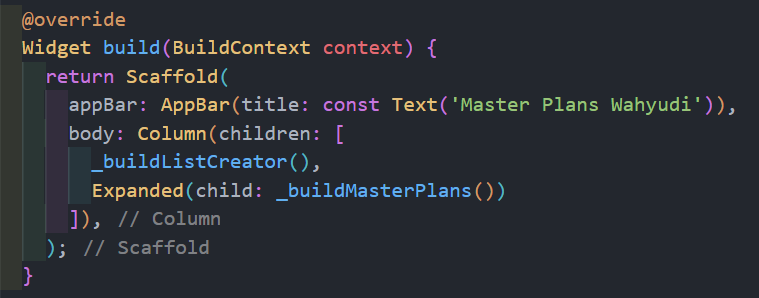 @override
Widget build(BuildContext context) {
return Scaffold(
appBar: AppBar(title: const Text('Master Plans Wahyudi')),
body: Column(children: [
_buildListCreator(),
Expanded(child: _buildMasterPlans())
]), // Column
); // Scaffold
}